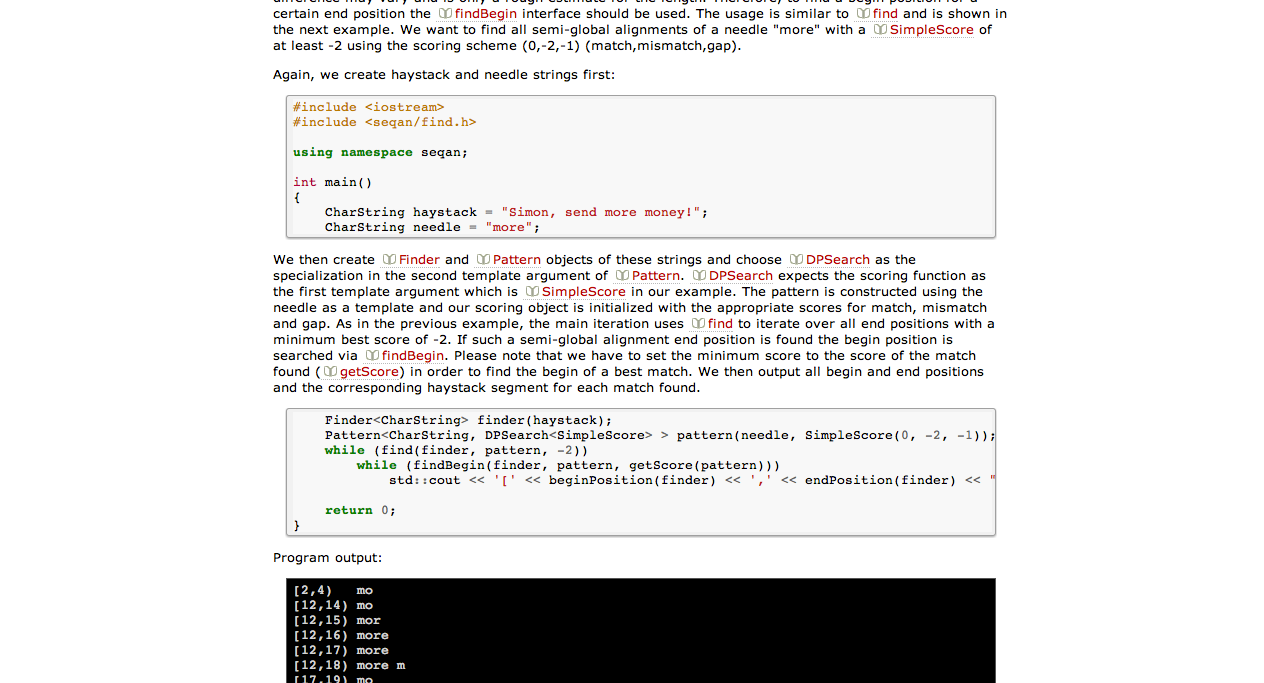 certain end position the findBegin interface should be used. The usage is similar to find and is shown in
the next example. We want to find all semi-global alignments of a needle "more" with a SimpleScore of
at least -2 using the scoring scheme (0,-2,-1) (match,mismatch,gap).
Again, we create haystack and needle strings first:
#include <iostream>
#include <seqan/find.h>
using namespace seqan;
int main()
{
CharString haystack = "Simon, send more money!";
CharString needle = "more";
We then create Finder and Pattern objects of these strings and choose DPSearch as the
specialization in the second template argument of Pattern. DPSearch expects the scoring function as
the first template argument which is SimpleScore in our example. The pattern is constructed using the
needle as a template and our scoring object is initialized with the appropriate scores for match, mismatch
and gap. As in the previous example, the main iteration uses find to iterate over all end positions with a
minimum best score of -2. If such a semi-global alignment end position is found the begin position is
searched via findBegin. Please note that we have to set the minimum score to the score of the match
found (getScore) in order to find the begin of a best match. We then output all begin and end positions
and the corresponding haystack segment for each match found.
Finder<CharString> finder(haystack);
Pattern<CharString, DPSearch<SimpleScore> > pattern(needle, SimpleScore(0, -2, -1));
while (find(finder, pattern, -2))
while (findBegin(finder, pattern, getScore(pattern)))
std::cout << '[' << beginPosition(finder) << ',' << endPosition(finder) << "
return 0;
}
Program output:
[2,4) mo
[12,14) mo
[12,15) mor
[12,16) more
[12,17) more
[12,18) more m
[17,19) mo